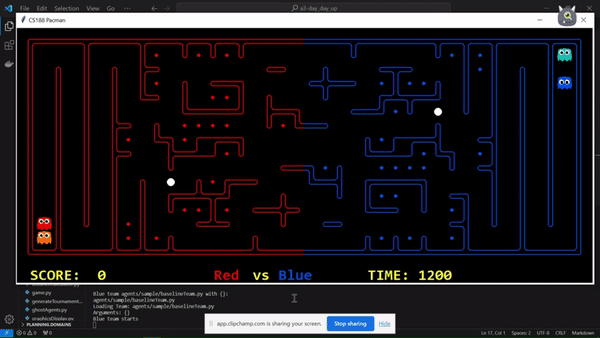 File Edit Selection View Go Run
a3-day_day_up
CS188 Pacman
SCORE: 0
Red vs Blue
TIME: 1200
game.py
generateTournament...
ghostAgents.py
graphicsDisplay.py
PLANNING.DOMAINS
Blue team agents/sample/baselineTeam.py with {}:
agents/sample/baselineTeam.py
Loading Team: agents/sample/baselineTeam.py
Arguments: {}
Blue team starts
app.clipchamp.com is sharing your screen.
Stop sharing
Hide
Ln 17, Col 1 Spaces: 2 UTF-8 CRLF Markdown